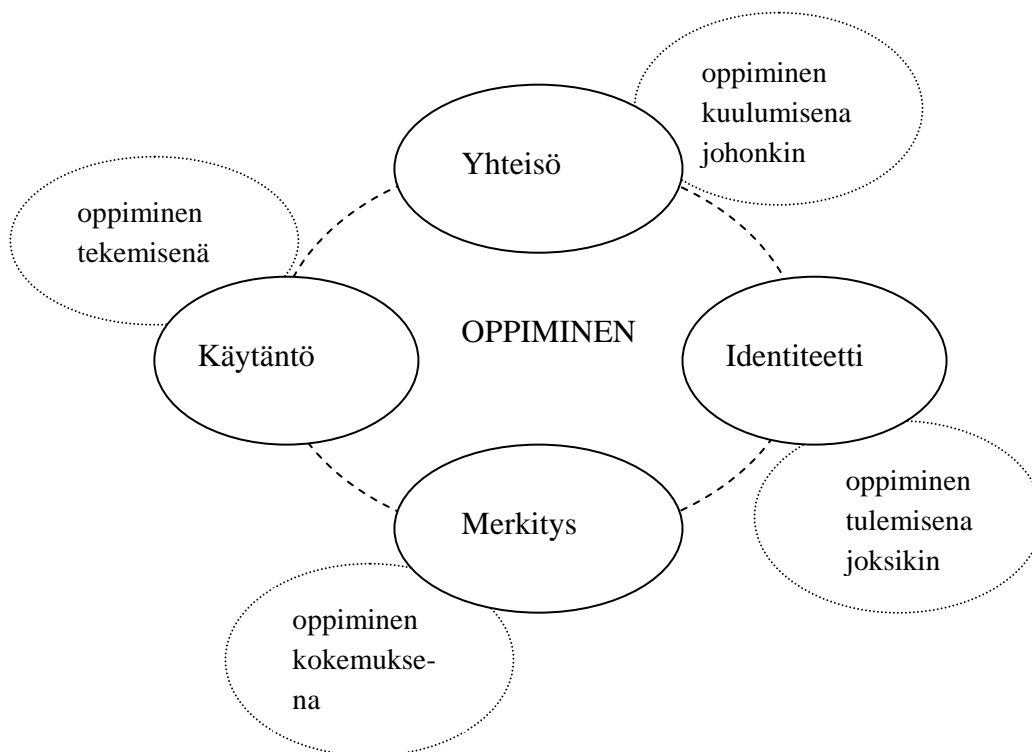 oppiminen
kuulumisena
johonkin
Yhteisö
oppiminen
tekemisenä
OPPIMINEN
Käytäntö
Identiteetti
oppiminen
tulemisena
joksikin
Merkitys
oppiminen
kokemukse-
na